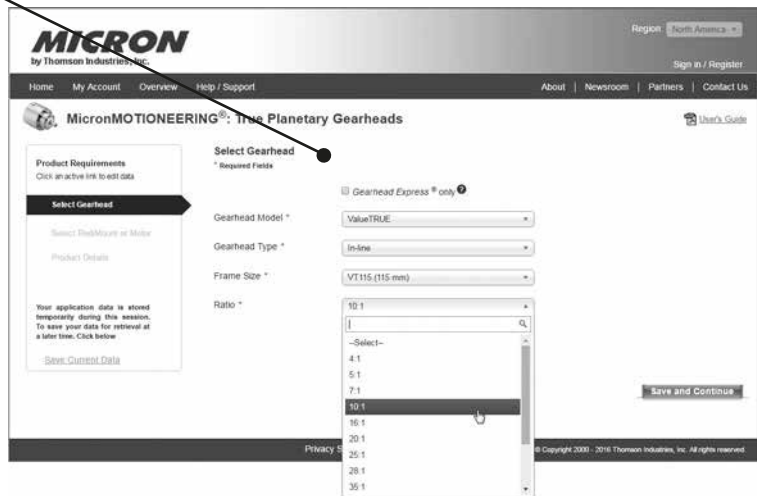 Region: North America
MICRON
by Thomson Industries, Inc.
Sign in / Register
Home My Account Overview Help / Support About | Newsroom | Partners | Contact Us
MicronMOTIONEERING®: True Planetary Gearheads
User's Guide
Product Requirements
Click an active link to edit data
Select Gearhead
Select RediMount or Motor
Product Details
Your application data is stored
temporarily during this session.
To save your data for retrieval at
a later time, Click below
Save Current Data
Select Gearhead
* Required Fields
Gearhead Express ® only
Gearhead Model * ValueTRUE
Gearhead Type * In-line
Frame Size * VT115 (115 mm)
Ratio * 10:1
--Select--
4:1
5:1
7:1
10:1
16:1
20:1
25:1
28:1
35:1
Save and Continue
Privacy S
© Copyright 2000 - 2016 Thomson Industries, Inc. All rights reserved.